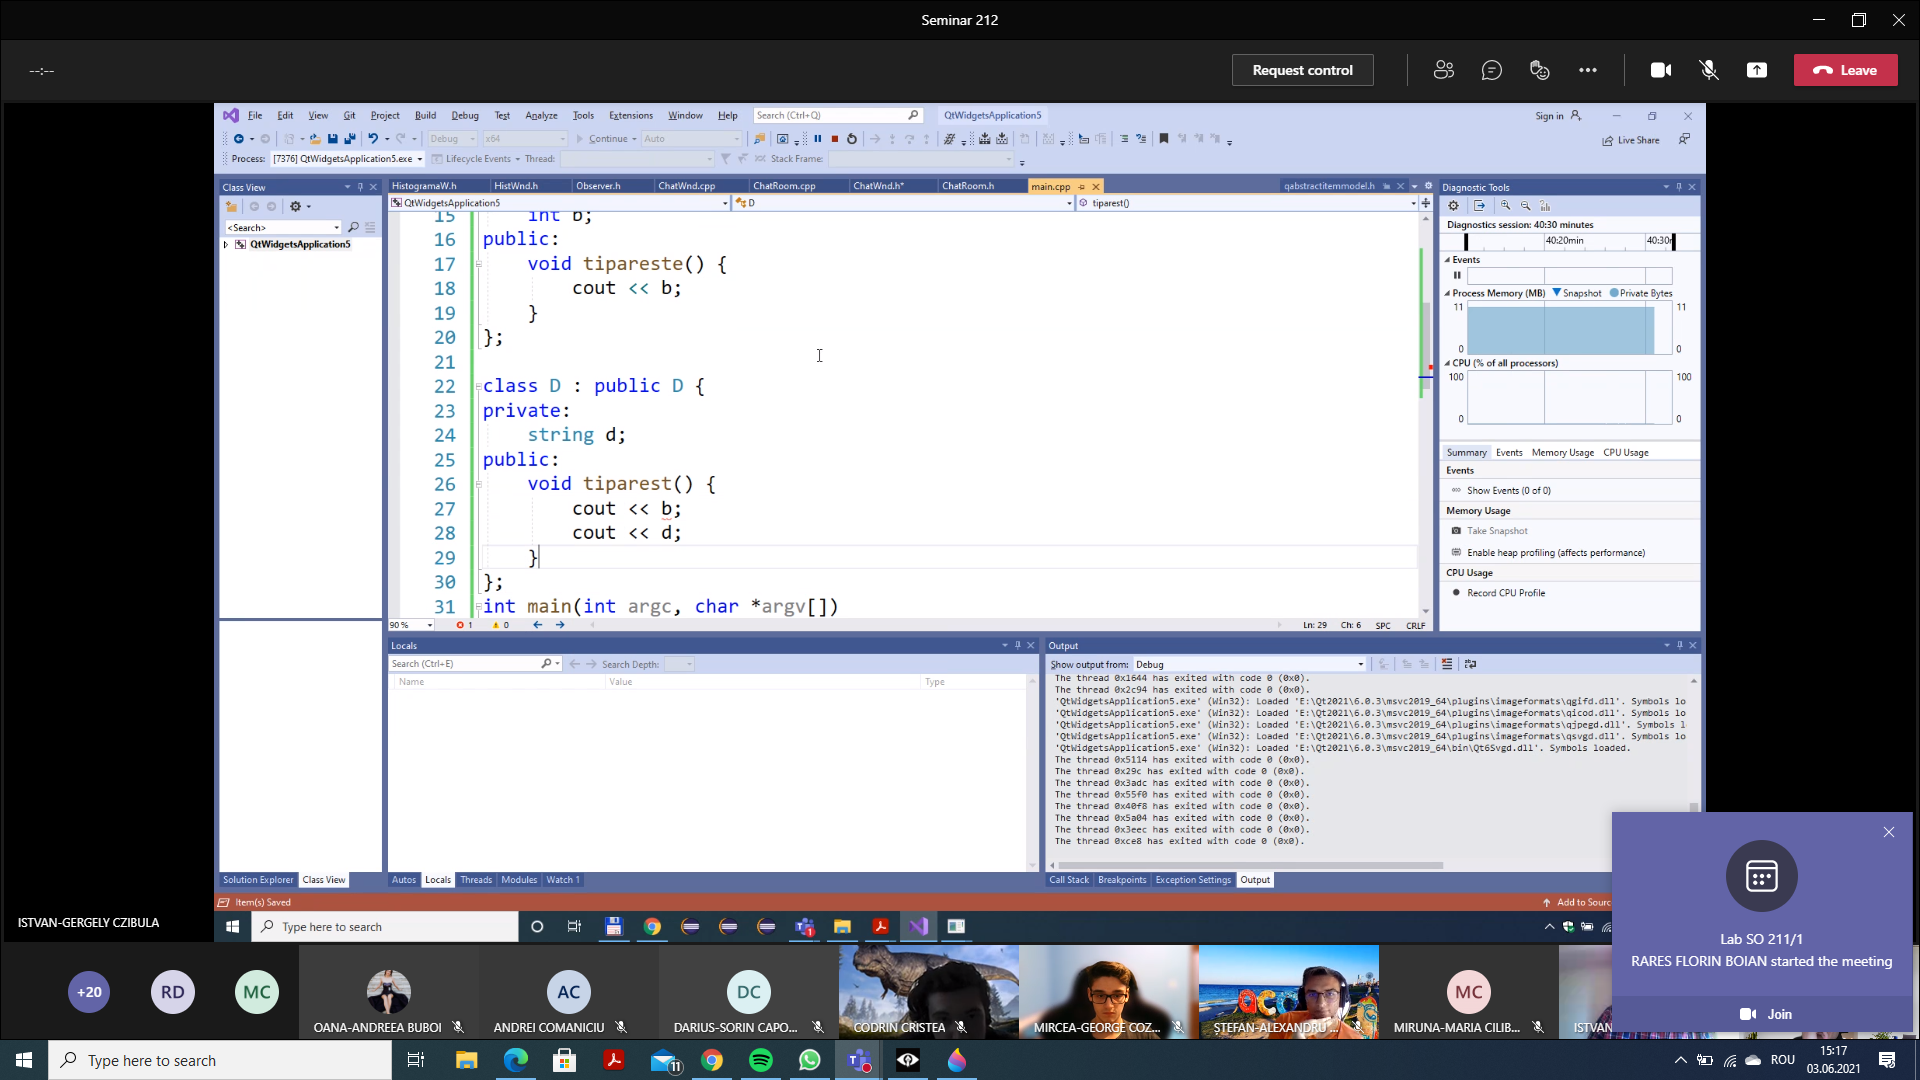 Seminar 212
--:--
Request control
Leave
File Edit View Git Project Build Debug Test Analyze Tools Extensions Window Help Search (Ctrl+Q) QtWidgetsApplication5 Sign in
Debug x64 Continue Auto
Live Share
Process: [7376] QtWidgetsApplication5.exe Lifecycle Events Thread: Stack Frame:
Class View
HistogramaW.h HistWnd.h Observer.h ChatWnd.cpp ChatRoom.cpp ChatWnd.h* ChatRoom.h main.cpp qabstractitemmodel.h
Diagnostic Tools
QtWidgetsApplication5 D tiparest()
<Search>
QtWidgetsApplication5
15 int b;
16 public:
17 void tipareste() {
18 cout << b;
19 }
20 };
21
22 class D : public D {
23 private:
24 string d;
25 public:
26 void tiparest() {
27 cout << b;
28 cout << d;
29 }
30 };
31 int main(int argc, char *argv[])
90 % 1 0 Ln: 29 Ch: 6 SPC CRLF
Diagnostics session: 40:30 minutes
40:20min 40:30
Events
Process Memory (MB) Snapshot Private Bytes
11 11
0 0
CPU (% of all processors)
100 100
0 0
Summary Events Memory Usage CPU Usage
Events
Show Events (0 of 0)
Memory Usage
Take Snapshot
Enable heap profiling (affects performance)
CPU Usage
Record CPU Profile
Locals
Search (Ctrl+E) Search Depth:
Name Value Type
Autos Locals Threads Modules Watch 1
Output
Show output from: Debug
The thread 0x1644 has exited with code 0 (0x0).
The thread 0x2c94 has exited with code 0 (0x0).
'QtWidgetsApplication5.exe' (Win32): Loaded 'E:\Qt2021\6.0.3\msvc2019_64\plugins\imageformats\qgifd.dll'. Symbols lo
'QtWidgetsApplication5.exe' (Win32): Loaded 'E:\Qt2021\6.0.3\msvc2019_64\plugins\imageformats\qicod.dll'. Symbols lo
'QtWidgetsApplication5.exe' (Win32): Loaded 'E:\Qt2021\6.0.3\msvc2019_64\plugins\imageformats\qjpegd.dll'. Symbols l
'QtWidgetsApplication5.exe' (Win32): Loaded 'E:\Qt2021\6.0.3\msvc2019_64\plugins\imageformats\qsvgd.dll'. Symbols lo
'QtWidgetsApplication5.exe' (Win32): Loaded 'E:\Qt2021\6.0.3\msvc2019_64\bin\Qt6Svgd.dll'. Symbols loaded.
The thread 0x5114 has exited with code 0 (0x0).
The thread 0x29c has exited with code 0 (0x0).
The thread 0x3adc has exited with code 0 (0x0).
The thread 0x55f0 has exited with code 0 (0x0).
The thread 0x40f8 has exited with code 0 (0x0).
The thread 0x5a04 has exited with code 0 (0x0).
The thread 0x3eec has exited with code 0 (0x0).
The thread 0xce8 has exited with code 0 (0x0).
Call Stack Breakpoints Exception Settings Output
Solution Explorer Class View
Item(s) Saved Add to Sourc
Type here to search
ISTVAN-GERGELY CZIBULA
Lab SO 211/1
RARES FLORIN BOIAN started the meeting
Join
+20 RD MC AC DC MC
OANA-ANDREEA BUBOI ANDREI COMANICIU DARIUS-SORIN CAPO... CODRIN CRISTEA MIRCEA-GEORGE COZ... ȘTEFAN-ALEXANDRU ... MIRUNA-MARIA CILIB... ISTVAN
Type here to search
11
ROU
15:17
03.06.2021